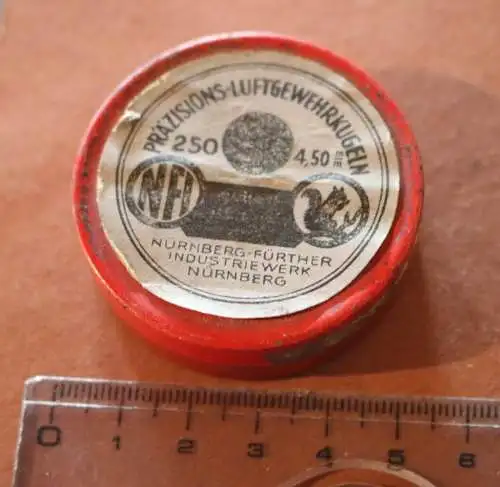 PRÄZISIONS-LUFTGEWEHRKUGELN
250
4,50
NFI
NÜRNBERG-FÜRTHER
INDUSTRIEWERK
NÜRNBERG
0 1 2 3 4 5 6